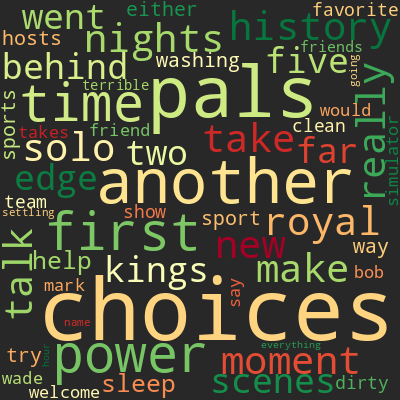 went either favorite
hosts nights history
behind washing five friends going
sports time terrible pals would really
takes friend clean simulator
solo two take far
edge another
team settling show sport royal
first new way
talk help kings make bob
mark say
choices
name
power hour moment everything
try sleep scenes dirty
wade welcome